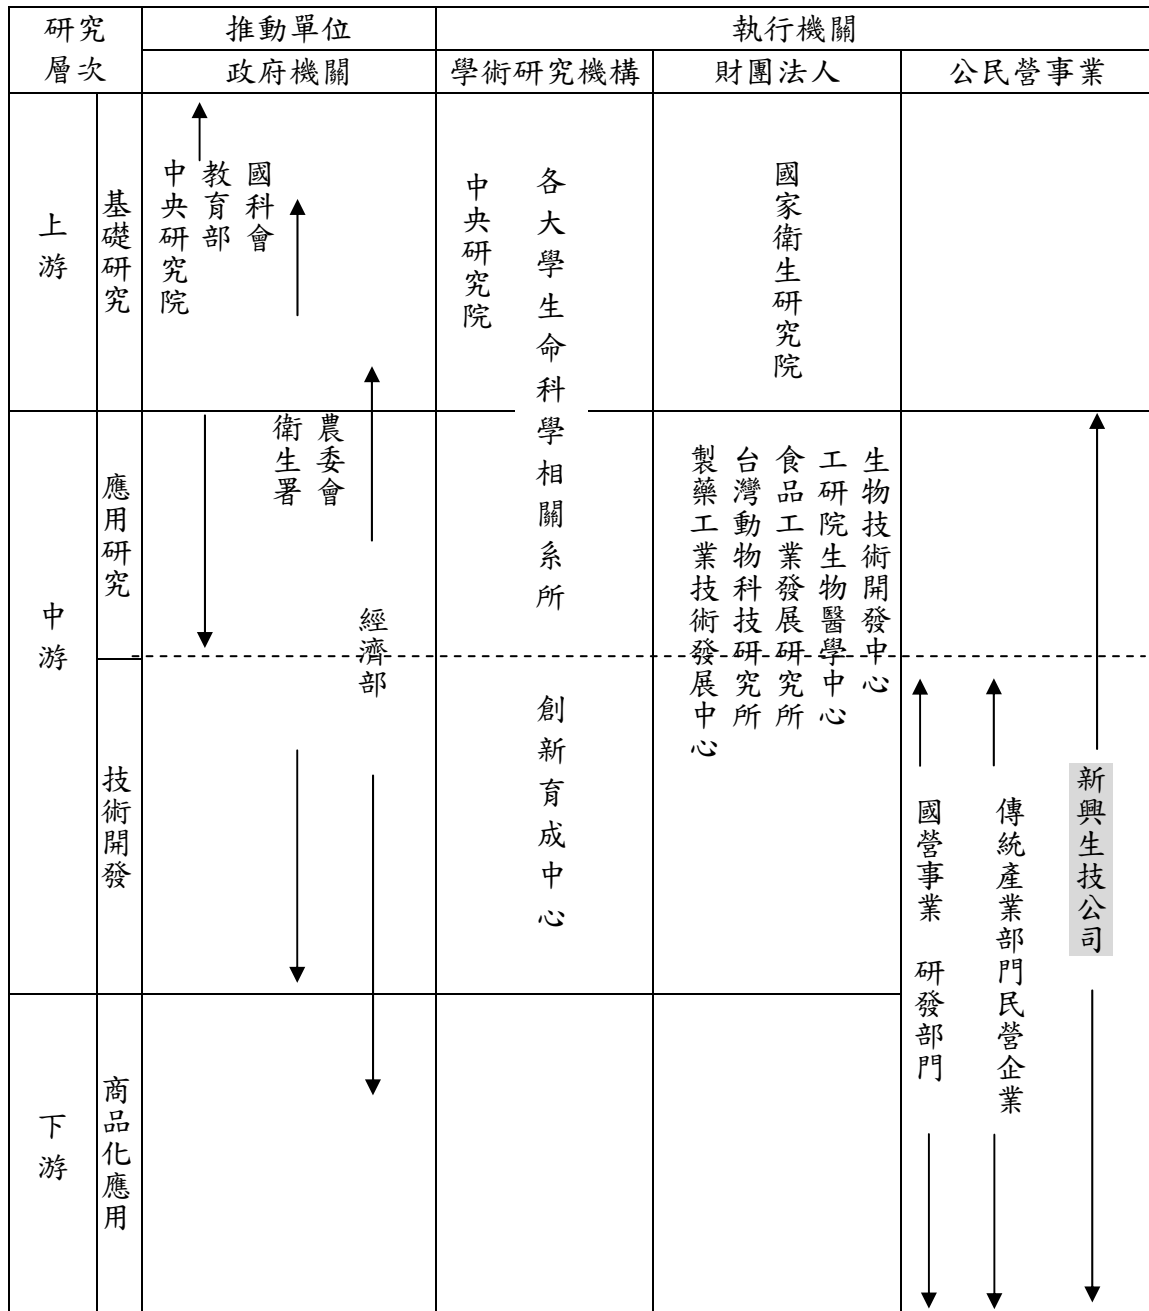 研究層次
推動單位
執行機關
政府機關
學術研究機構
財團法人
公民營事業
上游
基礎研究
中央研究院
教育部
國科會
中央研究院
各大學生命科學相關系所
國家衛生研究院
中游
應用研究
衛生署
農委會
經濟部
製藥工業技術發展中心
台灣動物科技研究所
食品工業發展研究所
工研院生物醫學中心
生物技術開發中心
技術開發
創新育成中心
國營事業 研發部門
傳統產業部門民營企業
新興生技公司
下游
商品化應用